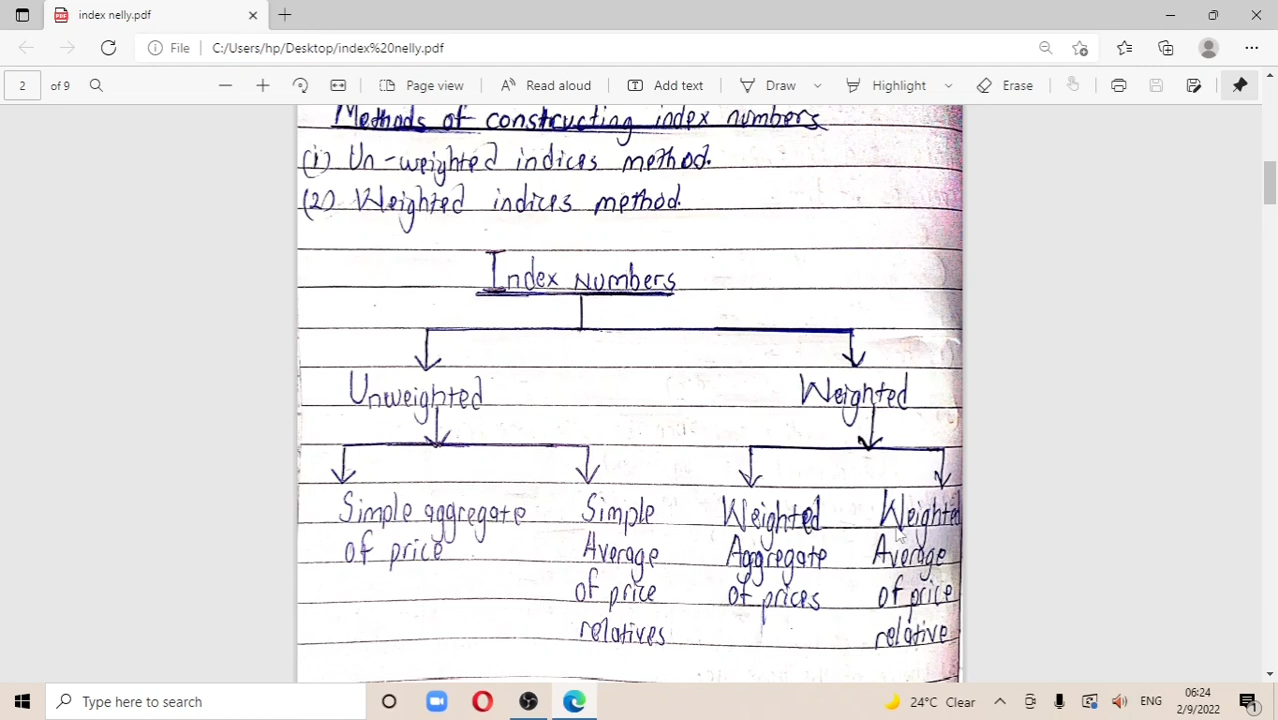 index nelly.pdf
File
C:/Users/hp/Desktop/index%20nelly.pdf
2 of 9
Page view
Read aloud
Add text
Draw
Highlight
Erase
Methods of constructing index numbers
(1) Un-weighted indices method.
(2) Weighted indices method.
Index Numbers
Unweighted
Weighted
Simple aggregate
of price
Simple
Average
of price
relatives
Weighted
Aggregate
of prices
Weighted
Average
of price
relative
Type here to search
24°C Clear
ENG
06:24
2/9/2022